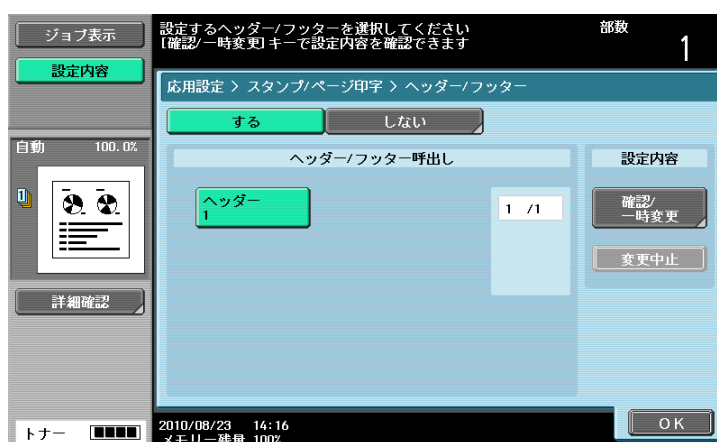 ジョブ表示
設定内容
設定するヘッダー/フッターを選択してください
[確認/一時変更]キーで設定内容を確認できます
部数
1
応用設定 > スタンプ/ページ印字 > ヘッダー/フッター
する
しない
自動 100.0%
1
ヘッダー/フッター呼出し
設定内容
ヘッダー
1
1 /1
確認/
一時変更
変更中止
詳細確認
トナー
2010/08/23 14:16
メモリー残量 100%
OK